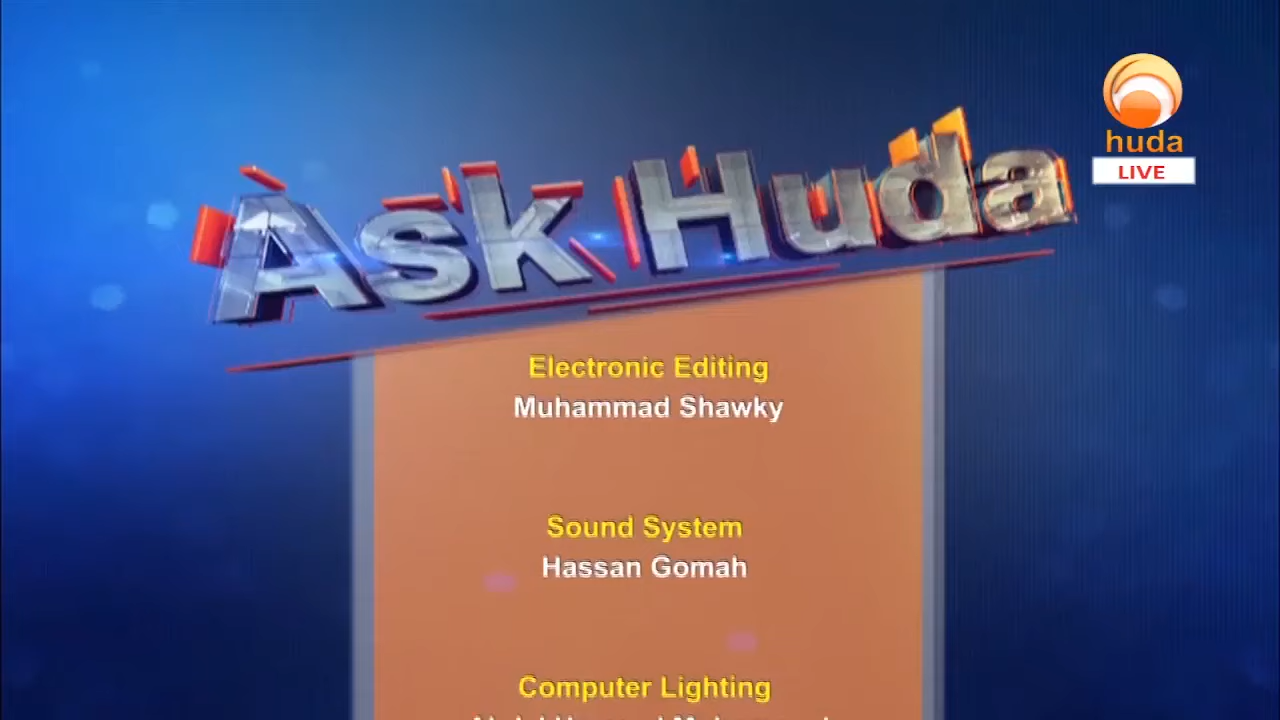 Ask Huda
huda
LIVE
Electronic Editing
Muhammad Shawky
Sound System
Hassan Gomah
Computer Lighting